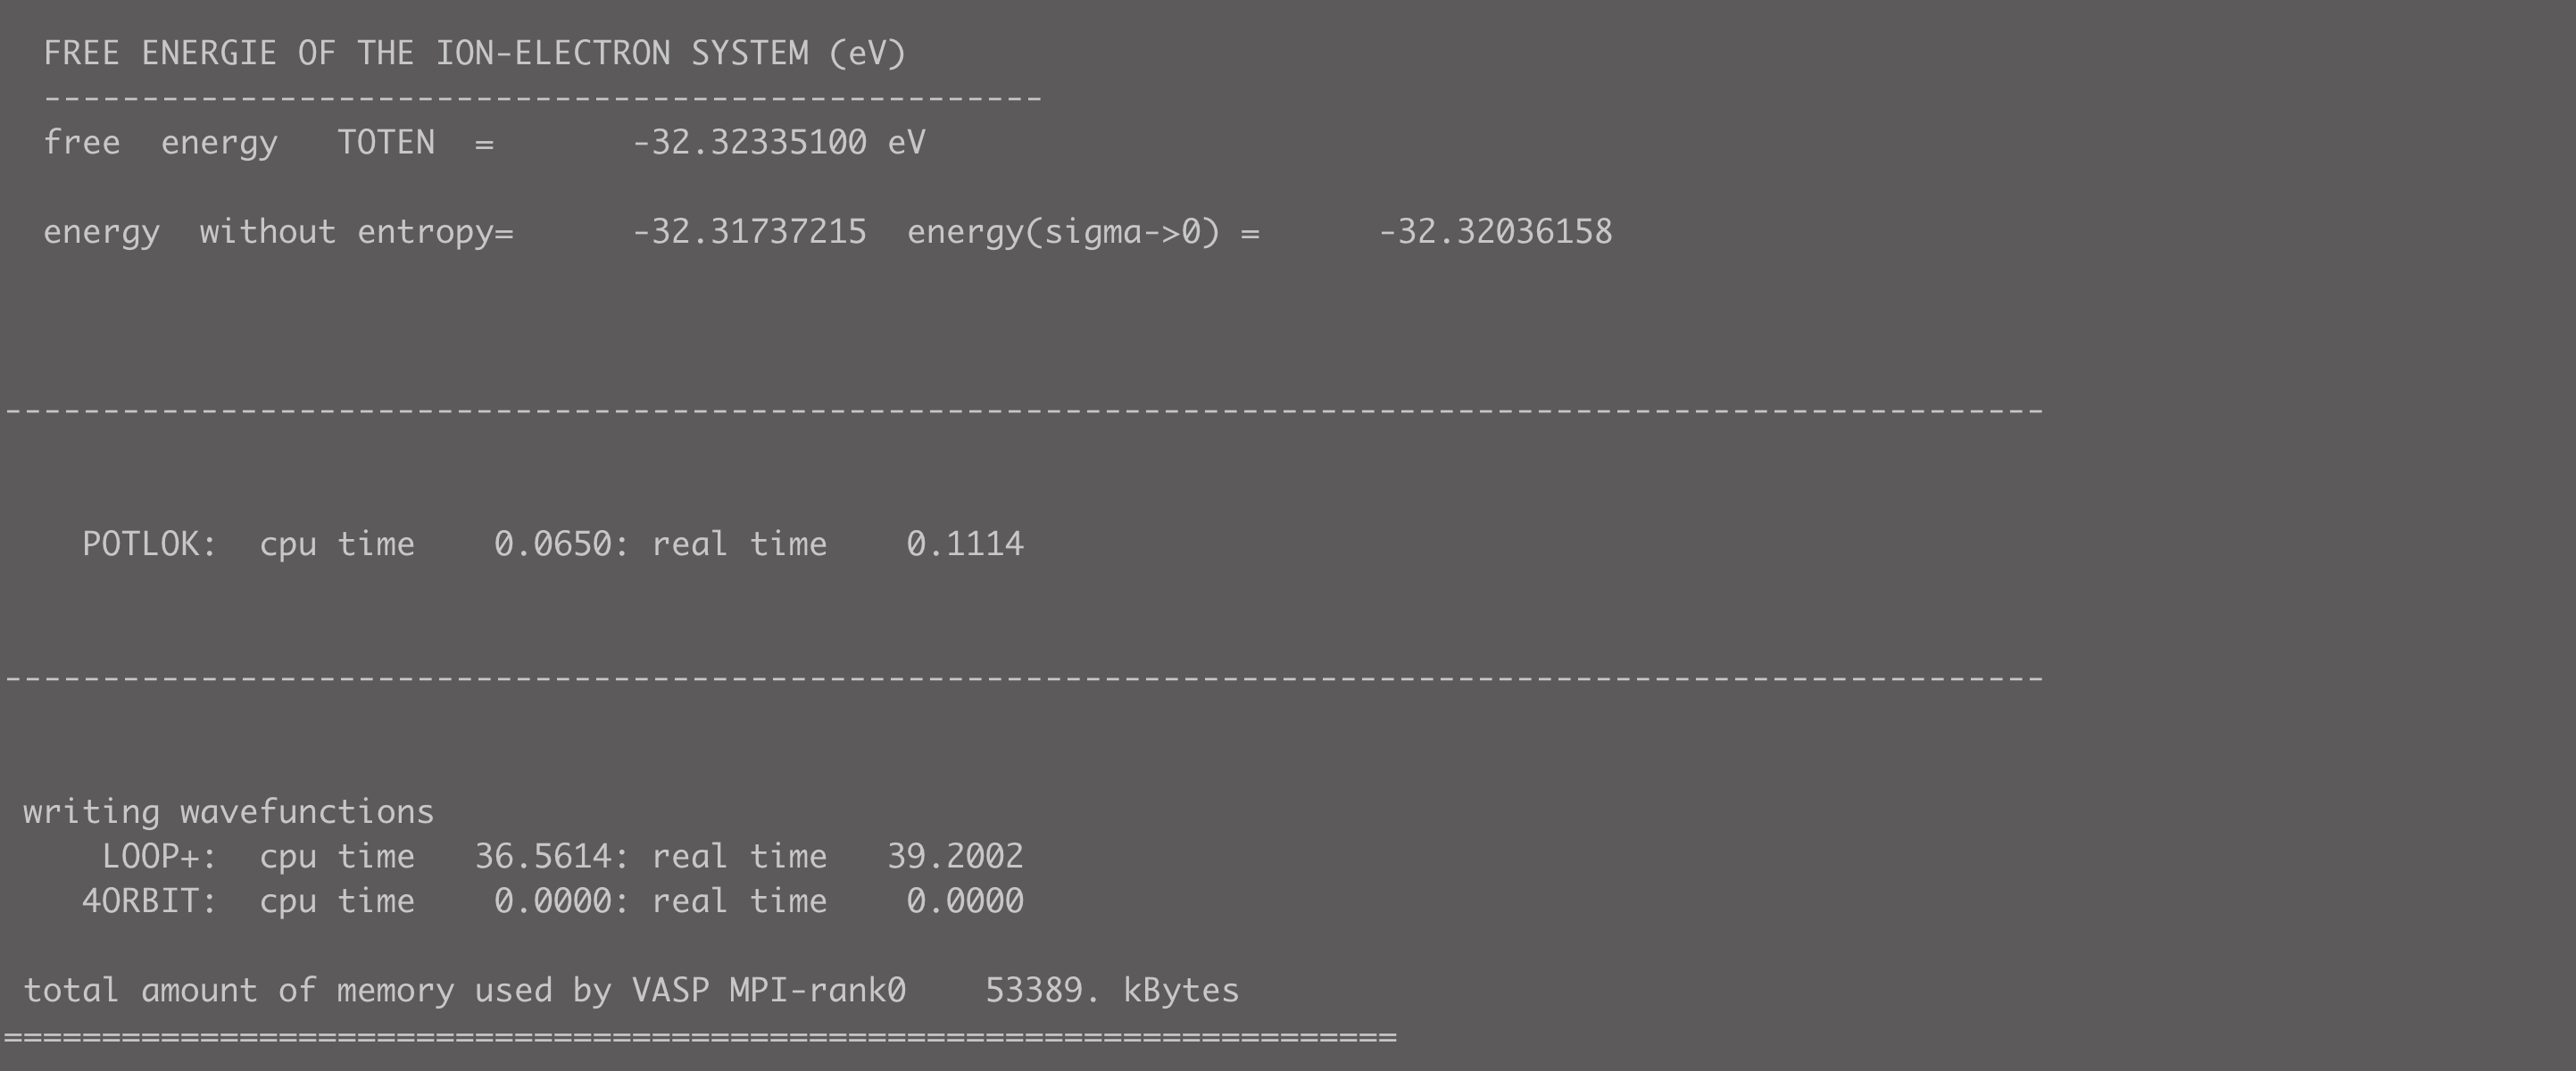 FREE ENERGIE OF THE ION-ELECTRON SYSTEM (eV)
---------------------------------------------------
free  energy   TOTEN  =       -32.32335100 eV
energy  without entropy=      -32.31737215  energy(sigma->0) =      -32.32036158
--------------------------------------------------------------------------------------------------------
POTLOK:  cpu time    0.0650: real time    0.1114
--------------------------------------------------------------------------------------------------------
writing wavefunctions
LOOP+:  cpu time   36.5614: real time   39.2002
4ORBIT:  cpu time    0.0000: real time    0.0000
total amount of memory used by VASP MPI-rank0    53389. kBytes
=======================================================================